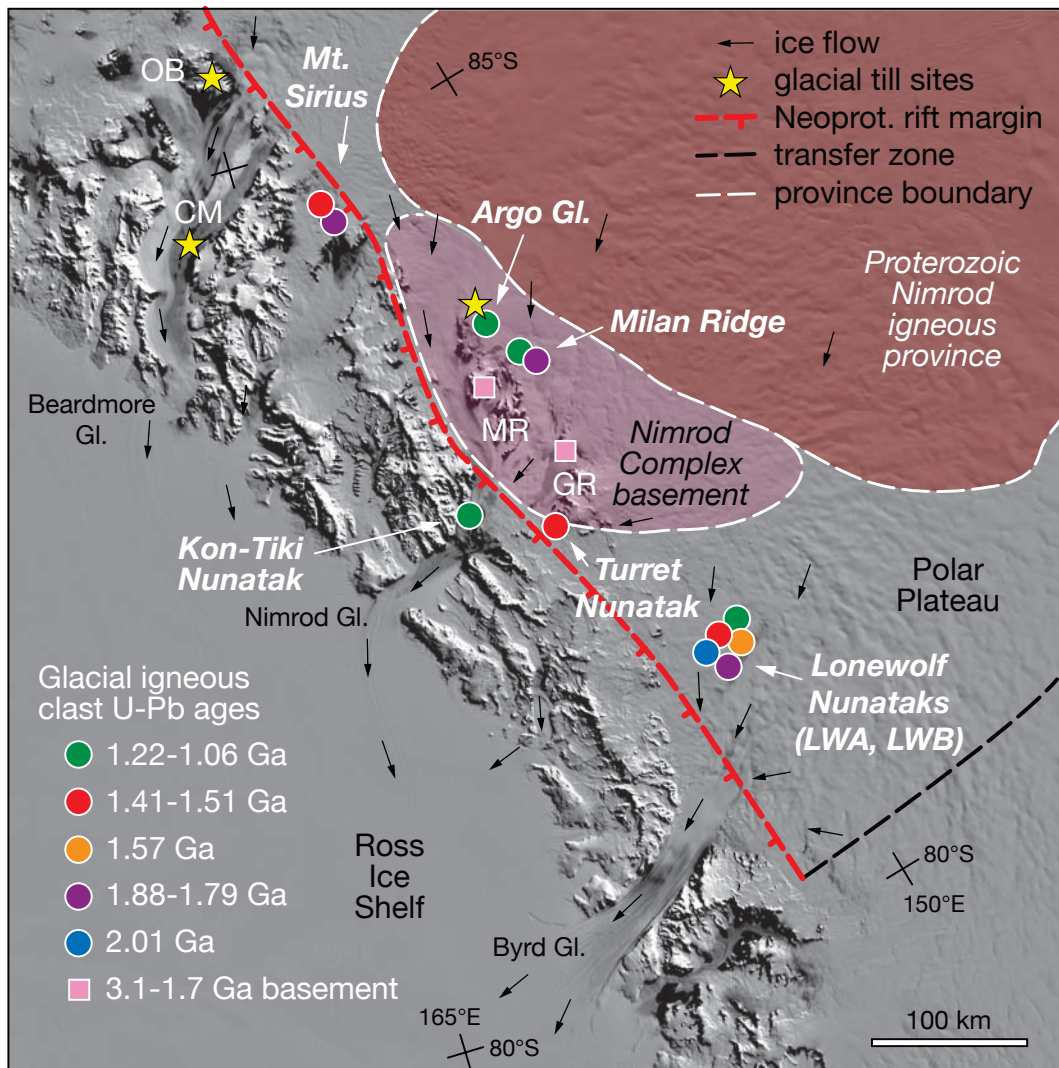 OB
Mt.
Sirius
85°S
ice flow
glacial till sites
Neoprot. rift margin
transfer zone
province boundary
CM
Argo Gl.
Proterozoic
Nimrod
igneous
province
Milan Ridge
Beardmore
Gl.
MR
GR
Nimrod
Complex
basement
Kon-Tiki
Nunatak
Turret
Nunatak
Polar
Plateau
Nimrod Gl.
Lonewolf
Nunataks
(LWA, LWB)
Glacial igneous
clast U-Pb ages
1.22-1.06 Ga
1.41-1.51 Ga
1.57 Ga
1.88-1.79 Ga
2.01 Ga
3.1-1.7 Ga basement
Ross
Ice
Shelf
80°S
150°E
Byrd Gl.
165°E
80°S
100 km